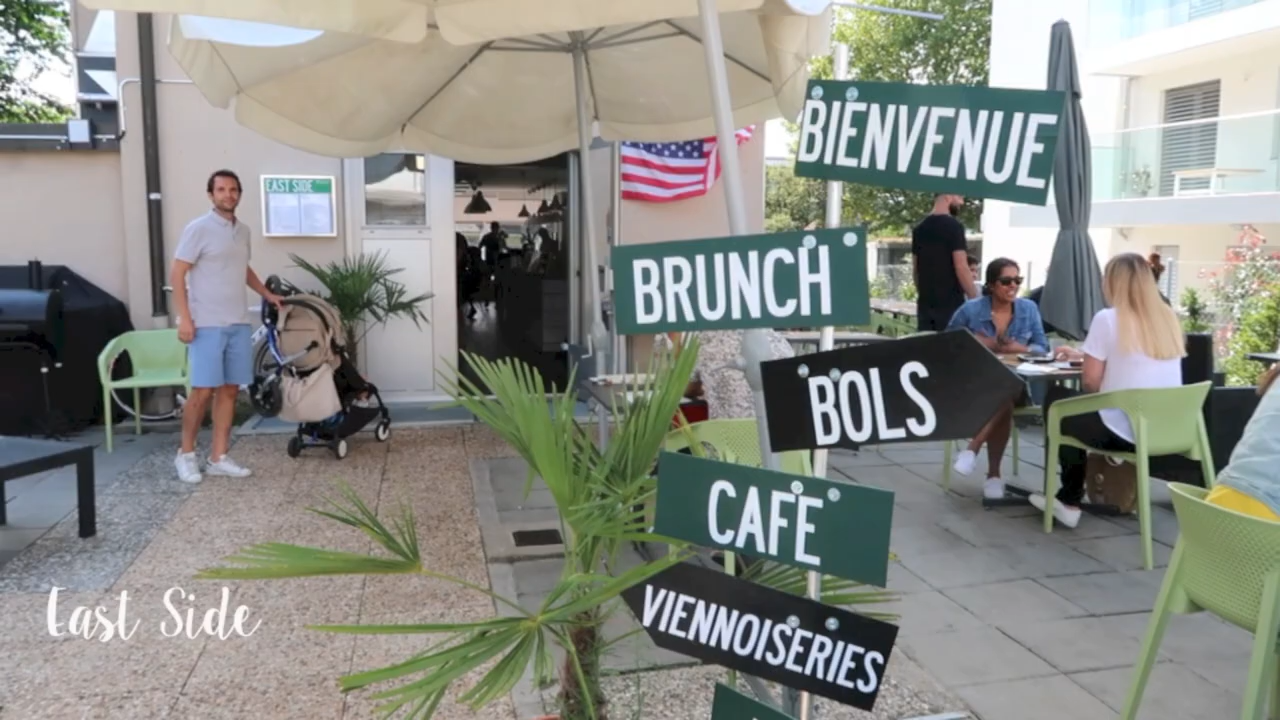 EAST SIDE
BIENVENUE
BRUNCH
BOLS
CAFE
VIENNOISERIES
East Side